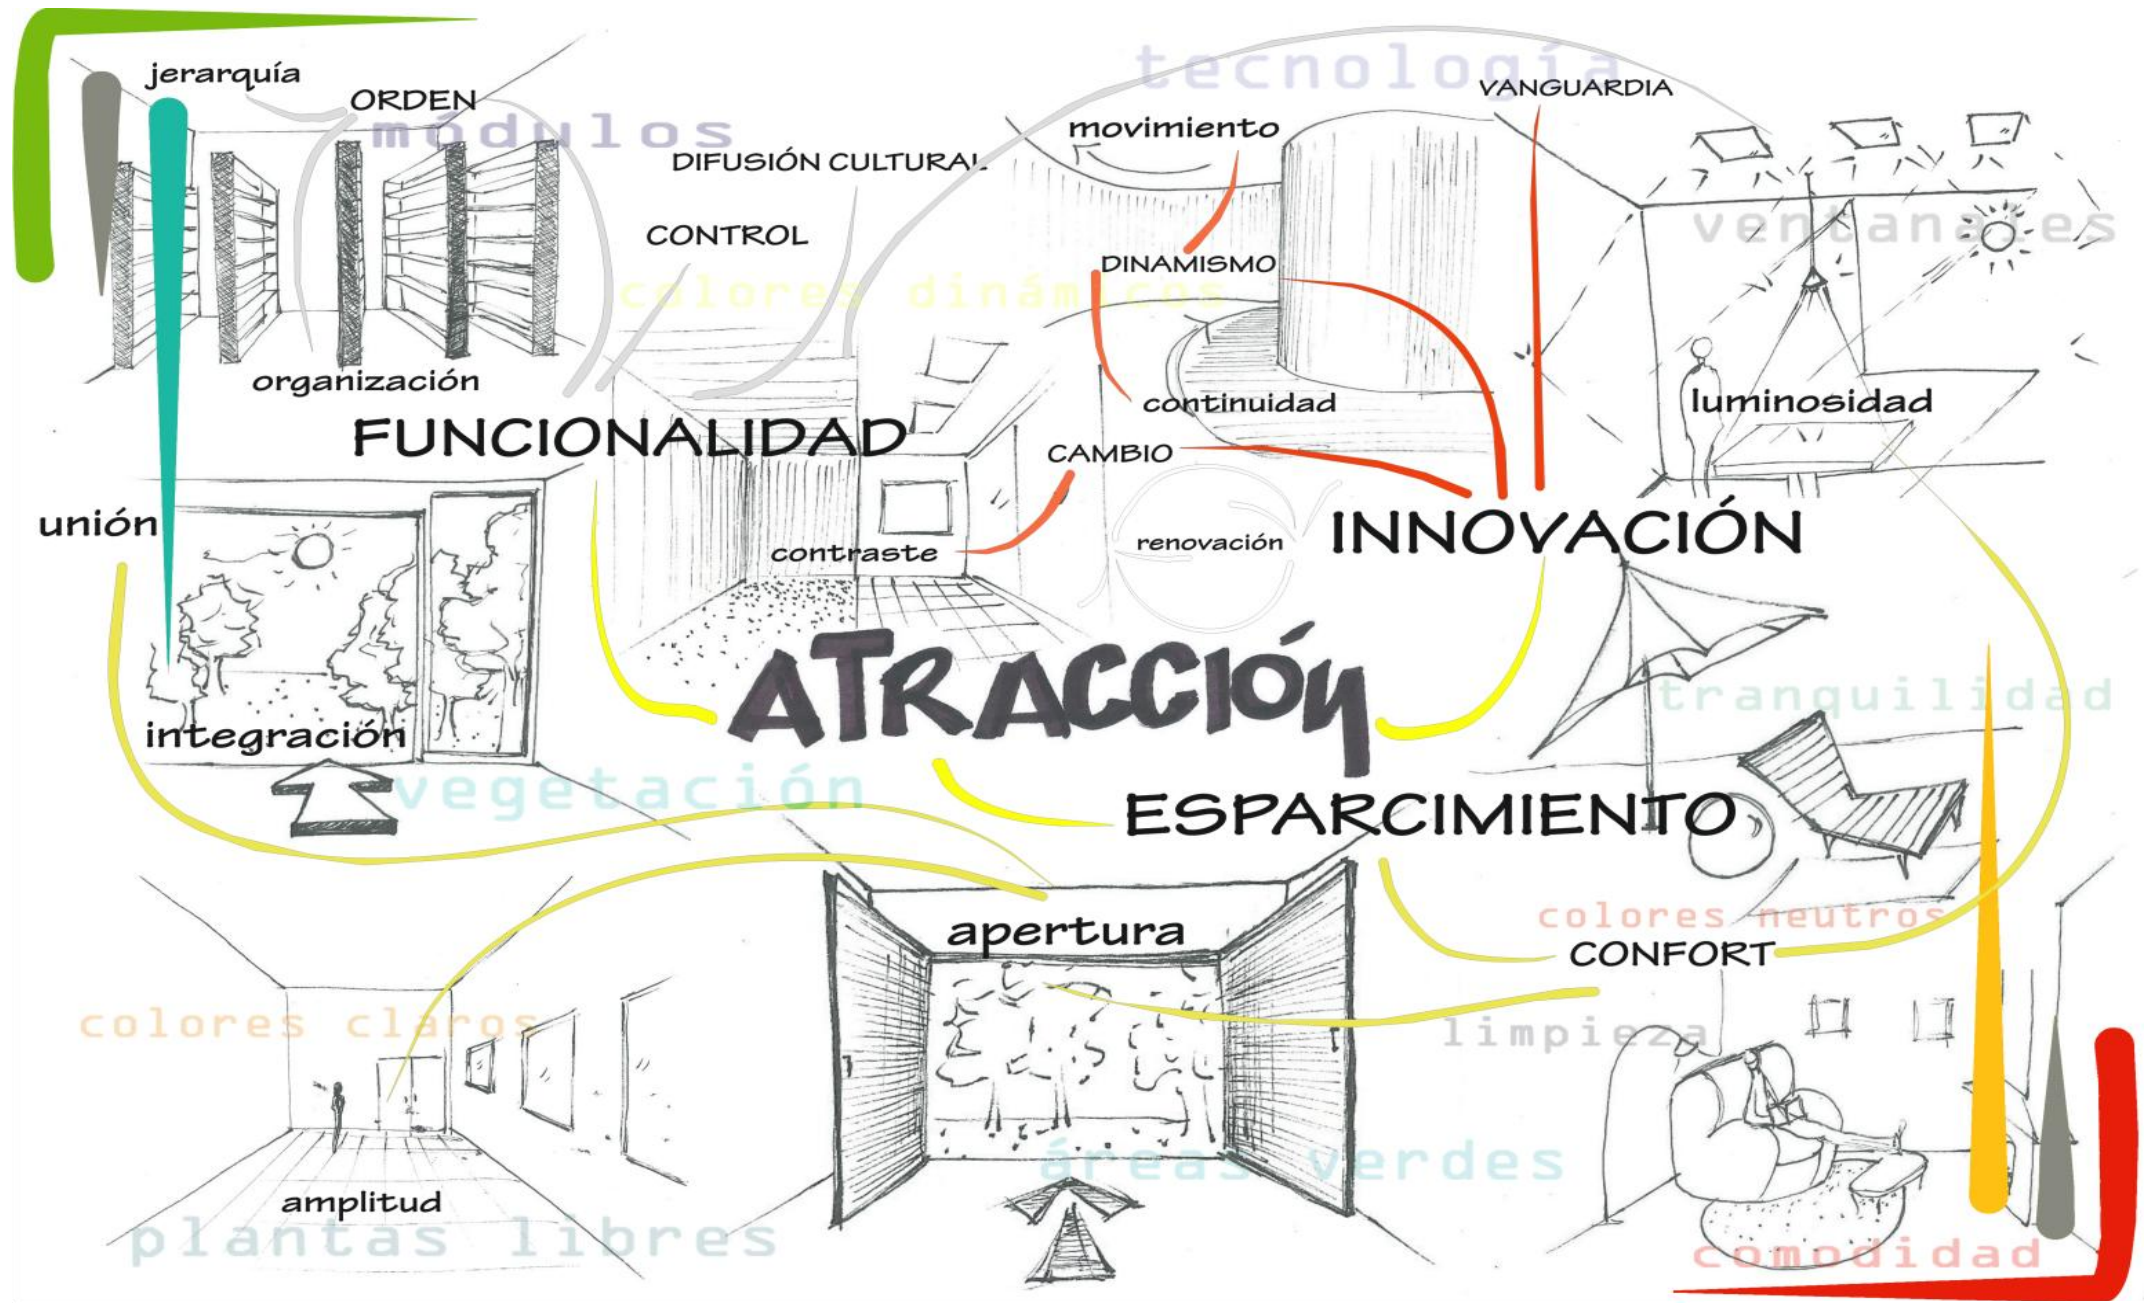 tecnología
jerarquía
ORDEN
VANGUARDIA
módulos
movimiento
DIFUSIÓN CULTURAL
ventanales
CONTROL
DINAMISMO
colores dinámicos
organización
continuidad
luminosidad
FUNCIONALIDAD
CAMBIO
unión
contraste
renovación
INNOVACIÓN
ATRACCIÓN
tranquilidad
integración
vegetación
ESPARCIMIENTO
apertura
colores neutros
CONFORT
colores claros
limpieza
áreas verdes
amplitud
plantas libres
comodidad